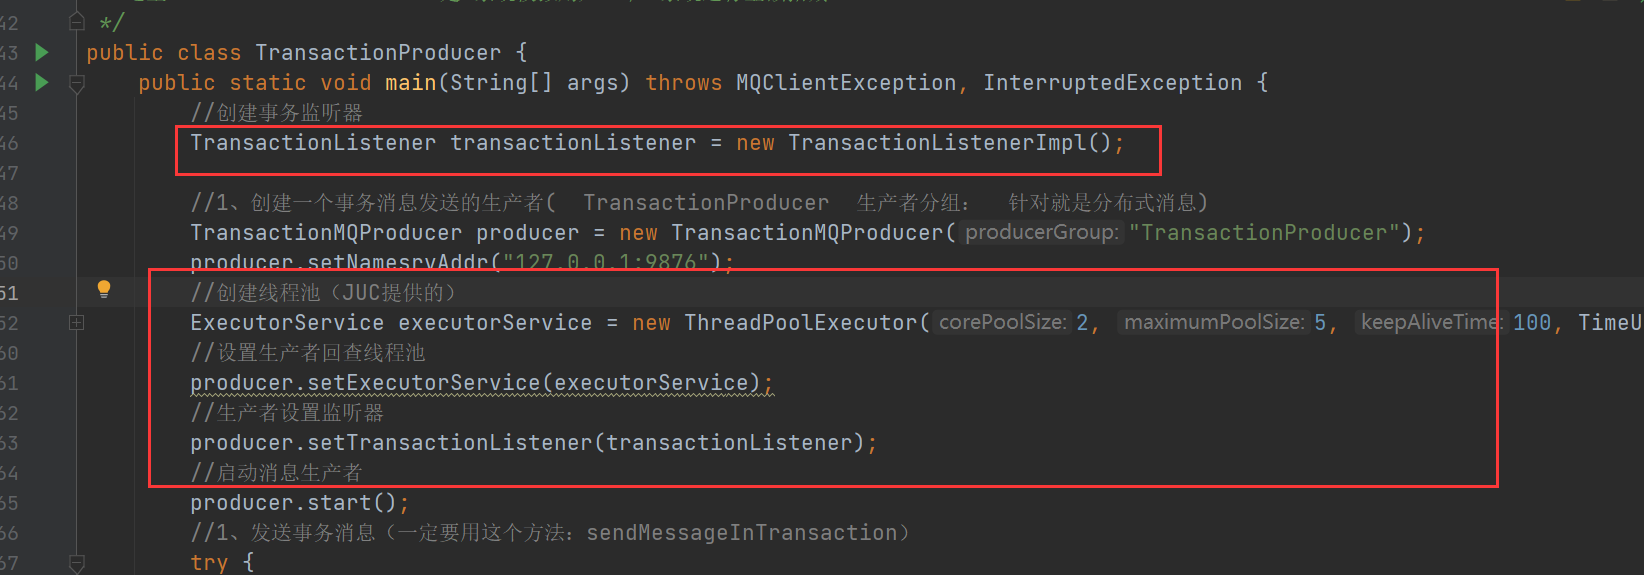 42 */
43 public class TransactionProducer {
44 public static void main(String[] args) throws MQClientException, InterruptedException {
45 //创建事务监听器
46 TransactionListener transactionListener = new TransactionListenerImpl();
47
48 //1、创建一个事务消息发送的生产者( TransactionProducer 生产者分组： 针对就是分布式消息)
49 TransactionMQProducer producer = new TransactionMQProducer( producerGroup: "TransactionProducer");
50 producer.setNamesrvAddr("127.0.0.1:9876");
51 //创建线程池（JUC提供的）
52 ExecutorService executorService = new ThreadPoolExecutor( corePoolSize: 2, maximumPoolSize: 5, keepAliveTime: 100, TimeU
60 //设置生产者回查线程池
61 producer.setExecutorService(executorService);
62 //生产者设置监听器
63 producer.setTransactionListener(transactionListener);
64 //启动消息生产者
65 producer.start();
66 //1、发送事务消息（一定要用这个方法：sendMessageInTransaction）
67 try {